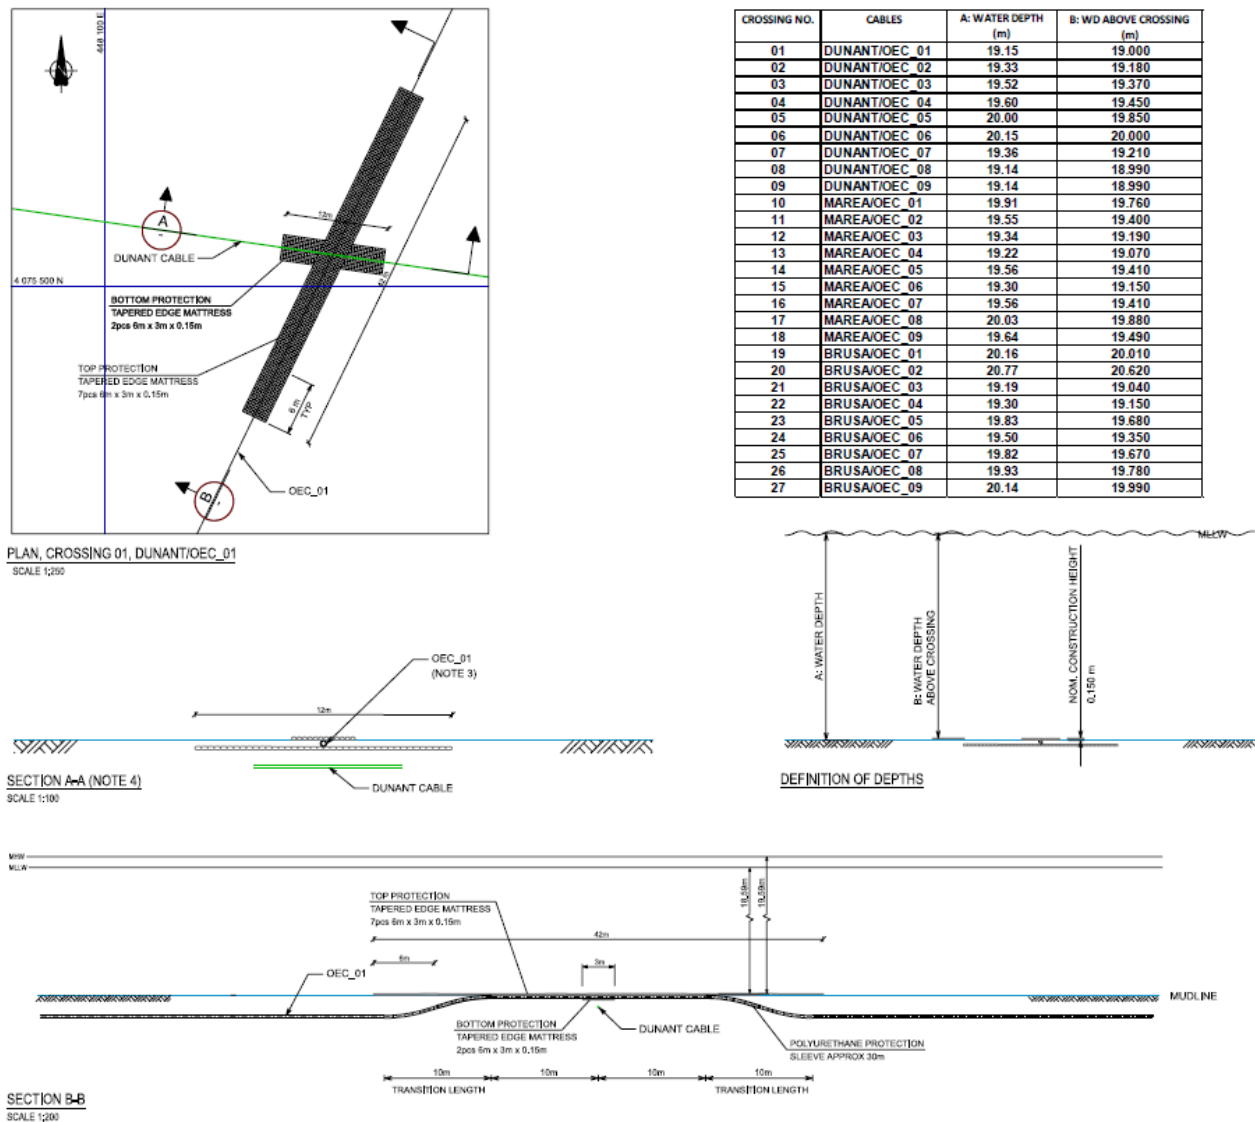 448 100 E
A
-
12m
DUNANT CABLE
4 075 500 N
BOTTOM PROTECTION
TAPERED EDGE MATTRESS
2pcs 6m x 3m x 0.15m
TOP PROTECTION
TAPERED EDGE MATTRESS
7pcs 6m x 3m x 0.15m
42 m
6 m
TYP
B
-
OEC_01
PLAN, CROSSING 01, DUNANT/OEC_01
SCALE 1:250
CROSSING NO. CABLES A: WATER DEPTH (m) B: WD ABOVE CROSSING (m)
01 DUNANT/OEC_01 19.15 19.000
02 DUNANT/OEC_02 19.33 19.180
03 DUNANT/OEC_03 19.52 19.370
04 DUNANT/OEC_04 19.60 19.450
05 DUNANT/OEC_05 20.00 19.850
06 DUNANT/OEC_06 20.15 20.000
07 DUNANT/OEC_07 19.36 19.210
08 DUNANT/OEC_08 19.14 18.990
09 DUNANT/OEC_09 19.14 18.990
10 MAREA/OEC_01 19.91 19.760
11 MAREA/OEC_02 19.55 19.400
12 MAREA/OEC_03 19.34 19.190
13 MAREA/OEC_04 19.22 19.070
14 MAREA/OEC_05 19.56 19.410
15 MAREA/OEC_06 19.30 19.150
16 MAREA/OEC_07 19.56 19.410
17 MAREA/OEC_08 20.03 19.880
18 MAREA/OEC_09 19.64 19.490
19 BRUSA/OEC_01 20.16 20.010
20 BRUSA/OEC_02 20.77 20.620
21 BRUSA/OEC_03 19.19 19.040
22 BRUSA/OEC_04 19.30 19.150
23 BRUSA/OEC_05 19.83 19.680
24 BRUSA/OEC_06 19.50 19.350
25 BRUSA/OEC_07 19.82 19.670
26 BRUSA/OEC_08 19.93 19.780
27 BRUSA/OEC_09 20.14 19.990
MLLW
A: WATER DEPTH
B: WATER DEPTH
ABOVE CROSSING
NOM. CONSTRUCTION HEIGHT
0.150 m
DEFINITION OF DEPTHS
OEC_01
(NOTE 3)
12m
DUNANT CABLE
SECTION A-A (NOTE 4)
SCALE 1:100
MHW
MLLW
TOP PROTECTION
TAPERED EDGE MATTRESS
7pcs 6m x 3m x 0.15m
18,59m
19,59m
42m
6m
3m
OEC_01
MUDLINE
BOTTOM PROTECTION
TAPERED EDGE MATTRESS
2pcs 6m x 3m x 0.15m
DUNANT CABLE
POLYURETHANE PROTECTION
SLEEVE APPROX 30m
10m 10m 10m 10m
TRANSITION LENGTH TRANSITION LENGTH
SECTION B-B
SCALE 1:200